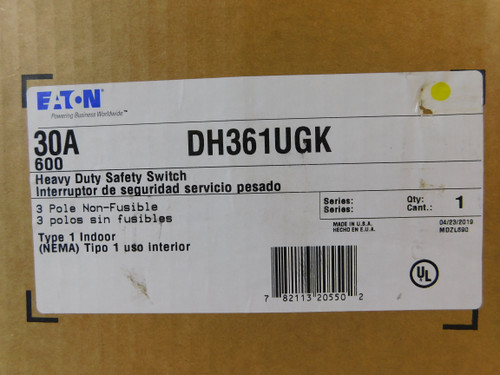 EATON
Powering Business Worldwide™
30A DH361UGK
600
Heavy Duty Safety Switch
Interruptor de seguridad servicio pesado
3 Pole Non-Fusible
3 polos sin fusibles
Type 1 Indoor
(NEMA) Tipo 1 uso interior
Series: Qty: 1
Series: Cant.:
MADE IN U.S.A. 04/23/2019
HECHO EN E.U.A. MDZL690
UL
7 82113 20550 2